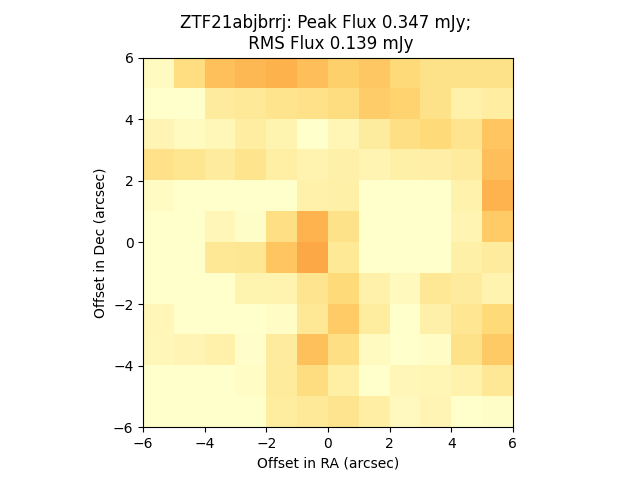 ZTF21abjbrrj: Peak Flux 0.347 mJy;
RMS Flux 0.139 mJy
6
4
2
0
−2
−4
−6
Offset in Dec (arcsec)
−6 −4 −2 0 2 4 6
Offset in RA (arcsec)